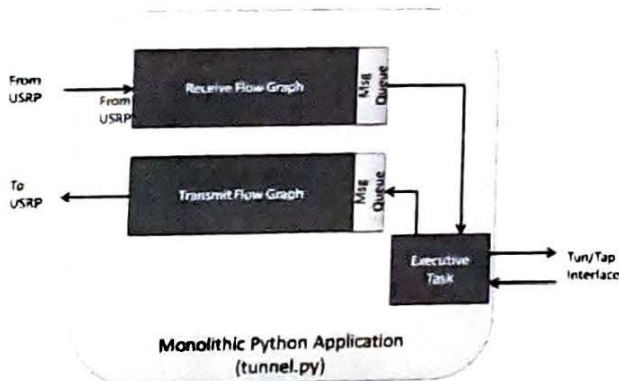 From
USRP
From
USRP
Receive Flow Graph
Msg
Queue
To
USRP
Transmit Flow Graph
Msg
Queue
Executive
Task
Tun/Tap
Interface
Monolithic Python Application
(tunnel.py)